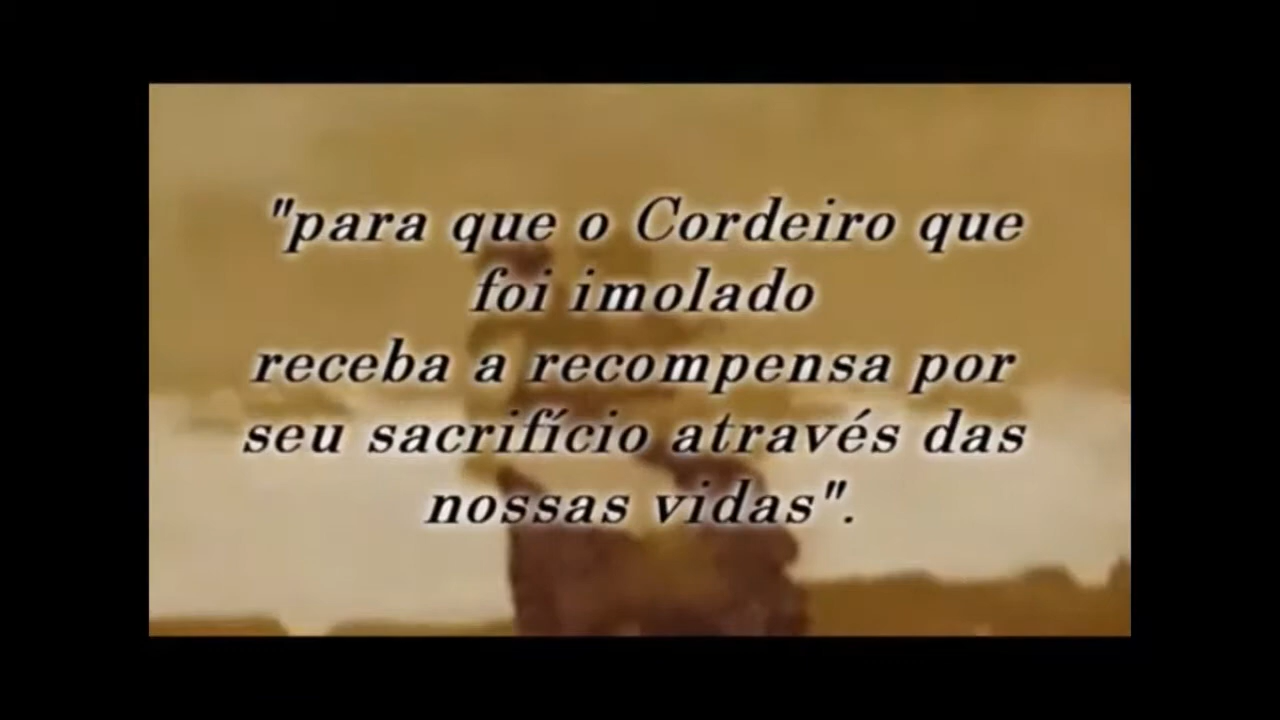 "para que o Cordeiro que
foi imolado
receba a recompensa por
seu sacrifício através das
nossas vidas".